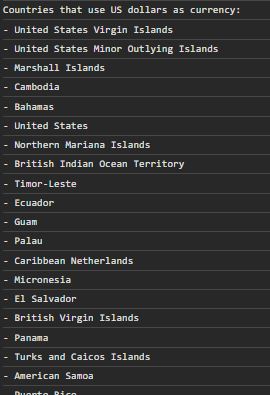 Countries that use US dollars as currency:
- United States Virgin Islands
- United States Minor Outlying Islands
- Marshall Islands
- Cambodia
- Bahamas
- United States
- Northern Mariana Islands
- British Indian Ocean Territory
- Timor-Leste
- Ecuador
- Guam
- Palau
- Caribbean Netherlands
- Micronesia
- El Salvador
- British Virgin Islands
- Panama
- Turks and Caicos Islands
- American Samoa
- Puerto Rico